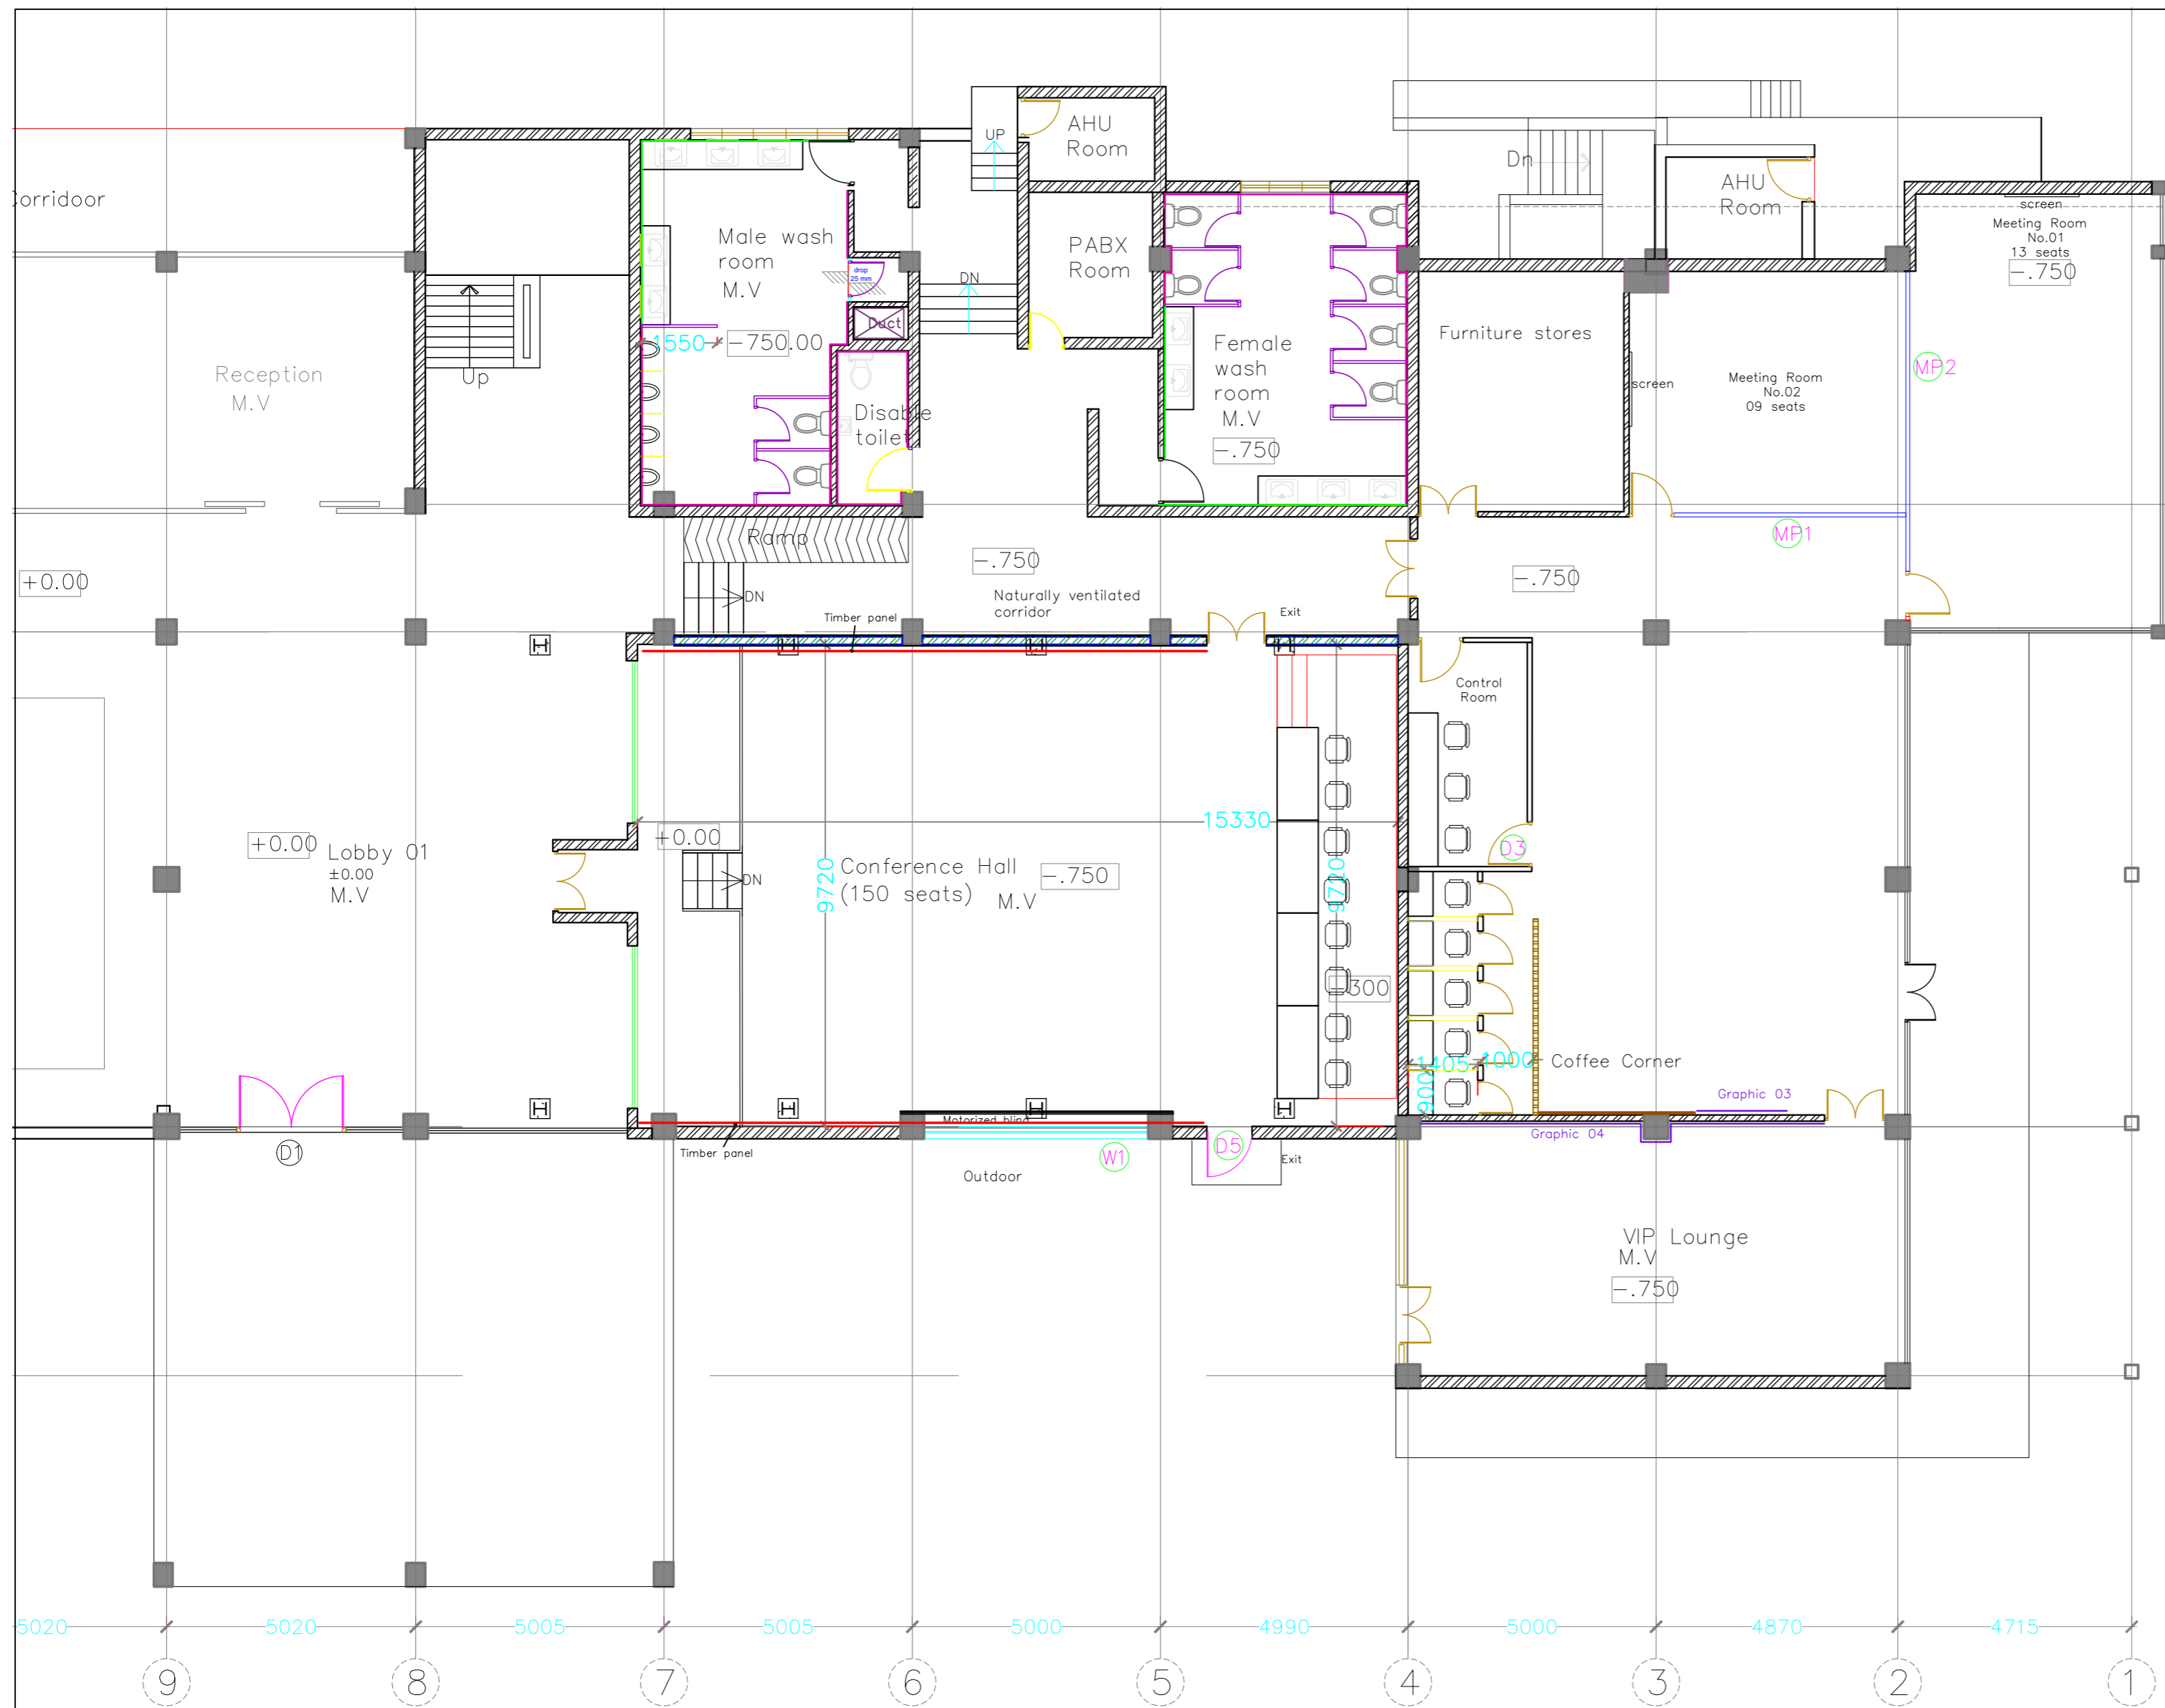 UP
AHU
Room
Dn
AHU
Room
screen
Meeting Room
No.01
13 seats
-.750
orridoor
Male wash
room
M.V
drop
25 mm
DN
PABX
Room
Duct
1550
-750.00
Furniture stores
Female
wash
room
M.V
-.750
screen
Meeting Room
No.02
09 seats
MP2
Reception
M.V
Up
Disable
toilet
Ramp
-.750
MP1
+0.00
-.750
DN
Naturally ventilated
corridor
Timber panel
Exit
H
H
H
H
Control
Room
15330
+0.00
Lobby 01
±0.00
M.V
+0.00
DN
9720
Conference Hall
(150 seats)
M.V
-.750
9720
D3
-300
1405
1000
Coffee Corner
900
Graphic 03
H
H
H
H
Motorized blind
Graphic 04
D1
Timber panel
W1
D5
Exit
Outdoor
VIP Lounge
M.V
-.750
5020
5020
5005
5005
5000
4990
5000
4870
4715
9
8
7
6
5
4
3
2
1